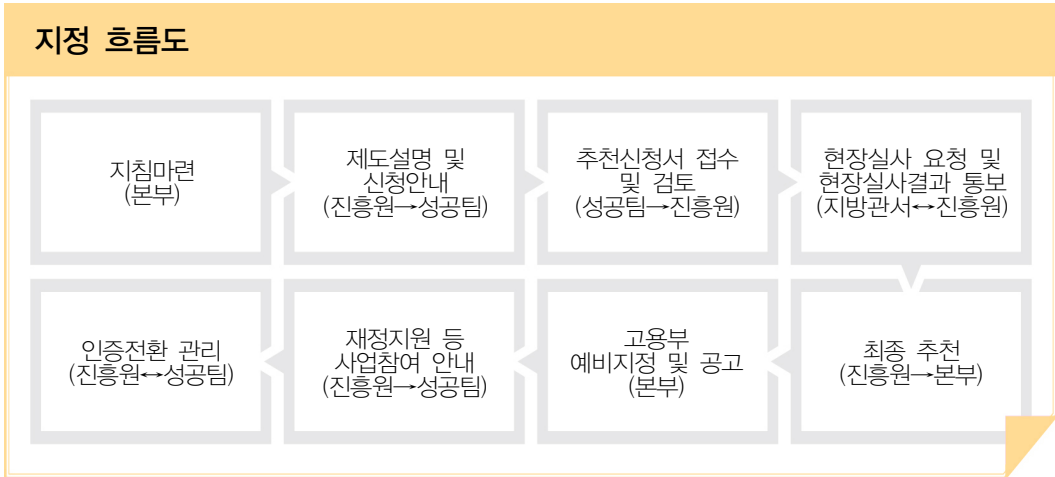 지정 흐름도
지침마련
(본부)
제도설명 및
신청안내
(진흥원→성공팀)
추천신청서 접수
및 검토
(성공팀→진흥원)
현장실사 요청 및
현장실사결과 통보
(지방관서↔진흥원)
최종 추천
(진흥원→본부)
고용부
예비지정 및 공고
(본부)
재정지원 등
사업참여 안내
(진흥원→성공팀)
인증전환 관리
(진흥원↔성공팀)